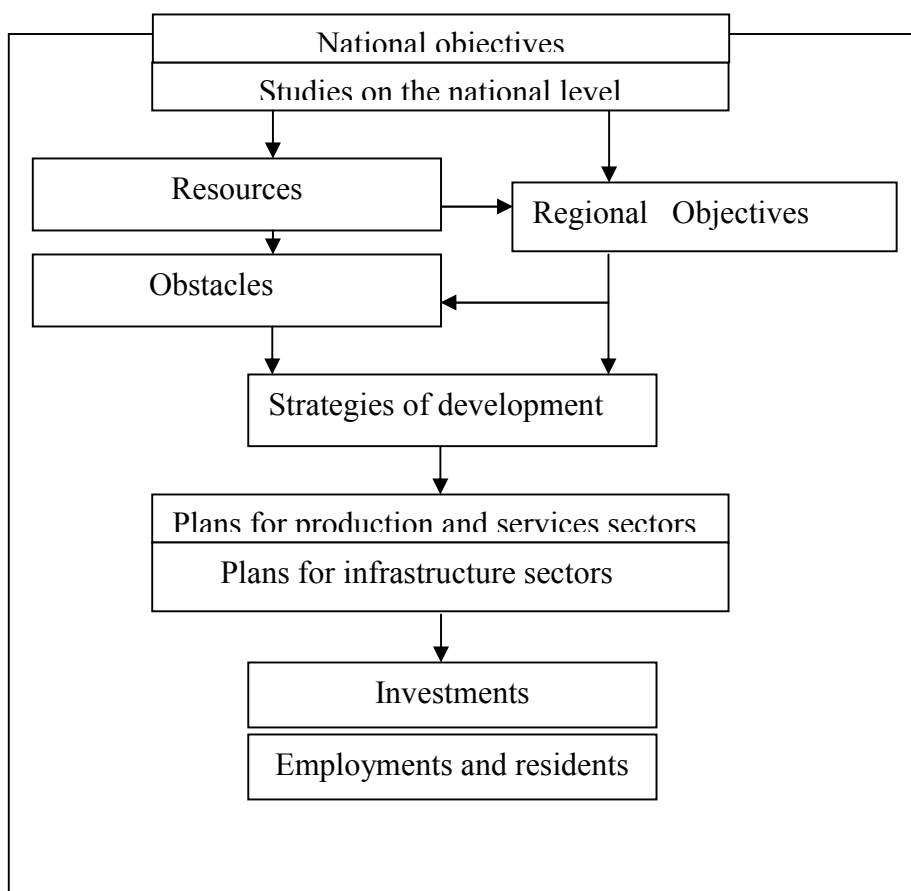 National objectives
Studies on the national level
Resources
Regional Objectives
Obstacles
Strategies of development
Plans for production and services sectors
Plans for infrastructure sectors
Investments
Employments and residents